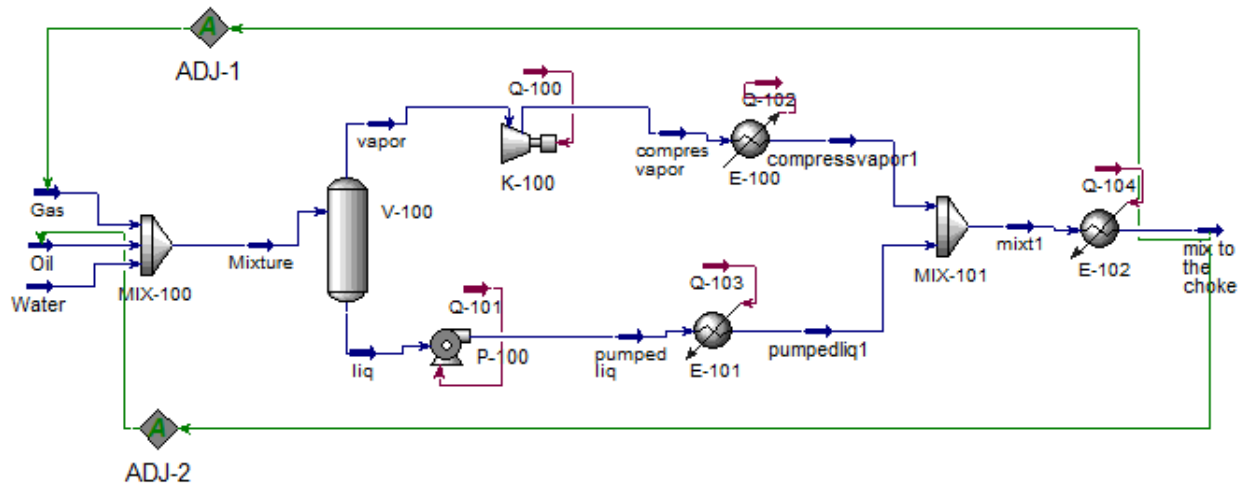 A
ADJ-1
Q-100
Q-102
vapor
compres
vapor
compressvapor1
E-100
K-100
Q-104
Gas
V-100
Oil
Mixture
mixt1
MIX-100
Water
MIX-101
E-102
mix to
the
choke
Q-101
Q-103
liq
P-100
pumped
liq
pumpedliq1
E-101
A
ADJ-2